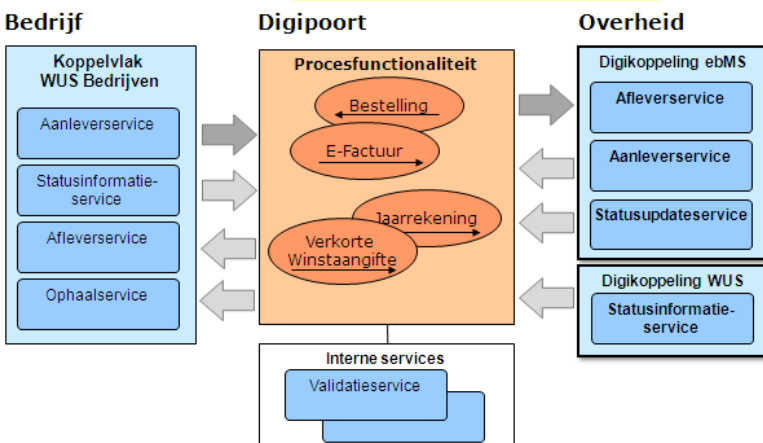 Bedrijf
Digipoort
Overheid
Koppelvlak
WUS Bedrijven
Aanleverservice
Statusinformatie-
service
Afleverservice
Ophaalservice
Procesfunctionaliteit
Bestelling
E-Factuur
Jaarrekening
Verkorte
Winstaangifte
Interne services
Validatieservice
Digikoppeling ebMS
Afleverservice
Aanleverservice
Statusupdateservice
Digikoppeling WUS
Statusinformatie-
service